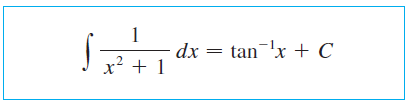 ∫ 1/(x² + 1) dx = tan⁻¹x + C